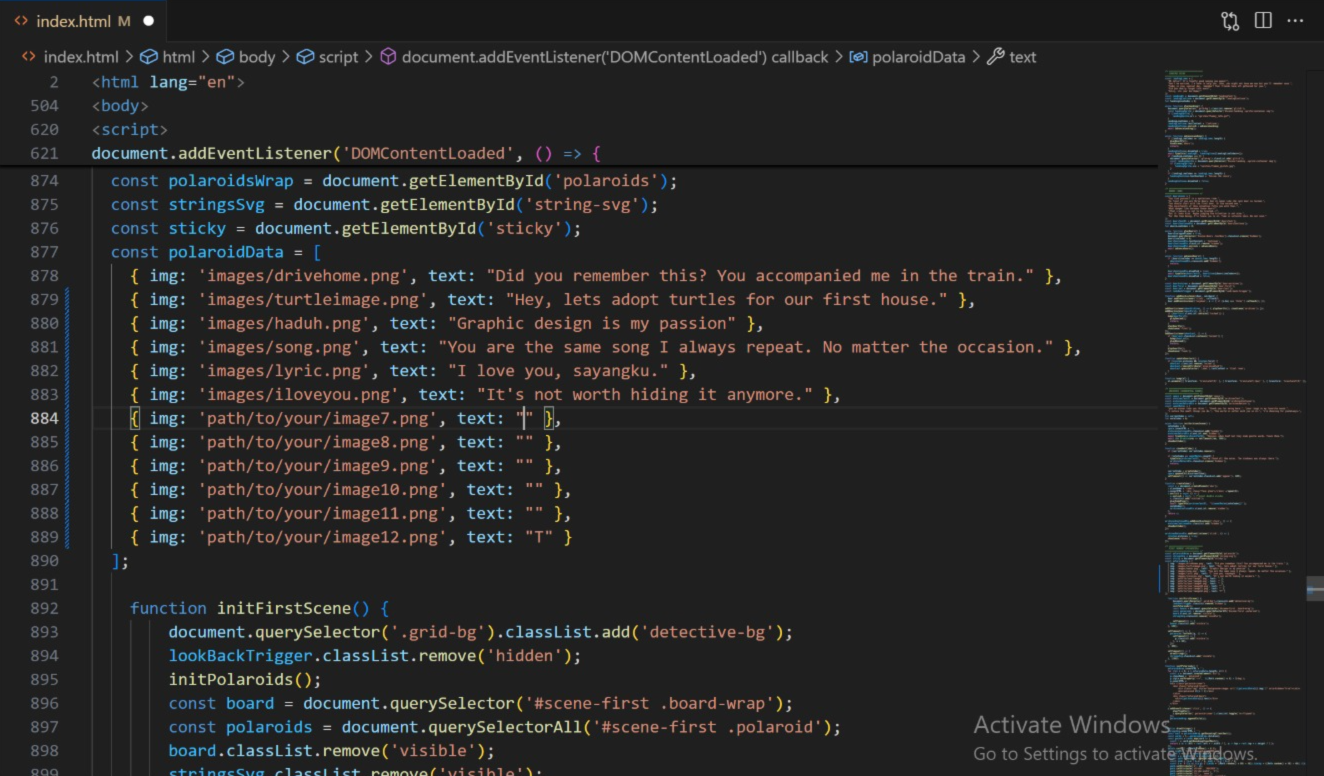 index.html M
index.html > html > body > script > document.addEventListener('DOMContentLoaded') callback > polaroidData > text
2 <html lang="en">
504 <body>
620 <script>
621 document.addEventListener('DOMContentLoaded', () => {
874 const polaroidsWrap = document.getElementById('polaroids');
875 const stringsSvg = document.getElementById('string-svg');
876 const sticky = document.getElementById('sticky');
877 const polaroidData = [
878 { img: 'images/drivehome.png', text: "Did you remember this? You accompanied me in the train." },
879 { img: 'images/turtleimage.png', text: "Hey, lets adopt turtles for our first house." },
880 { img: 'images/haduh.png', text: "Graphic design is my passion" },
881 { img: 'images/song.png', text: "You are the same song I always repeat. No matter the occasion." },
882 { img: 'images/lyric.png', text: "I love you, sayangku." },
883 { img: 'images/iloveyou.png', text: "It's not worth hiding it anymore." },
884 { img: 'path/to/your/image7.png', text: "" },
885 { img: 'path/to/your/image8.png', text: "" },
886 { img: 'path/to/your/image9.png', text: "" },
887 { img: 'path/to/your/image10.png', text: "" },
888 { img: 'path/to/your/image11.png', text: "" },
889 { img: 'path/to/your/image12.png', text: "T" }
890 ];
891
892 function initFirstScene() {
893 document.querySelector('.grid-bg').classList.add('detective-bg');
894 lookBackTrigger.classList.remove('hidden');
895 initPolaroids();
896 const board = document.querySelector('#scene-first .board-wrap');
897 const polaroids = document.querySelectorAll('#scene-first .polaroid');
898 board.classList.remove('visible');
899 stringsSvg.classList.remove('visible');
Activate Windows
Go to Settings to activate Windows.